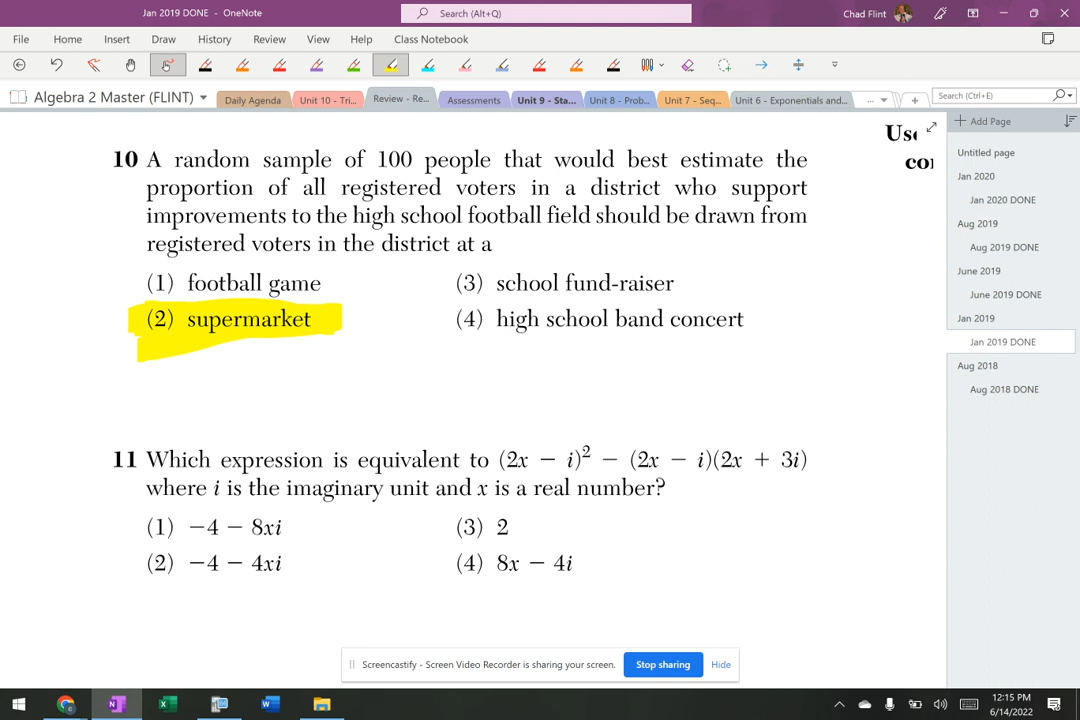 Jan 2019 DONE - OneNote
Search (Alt+Q)
Chad Flint
File Home Insert Draw History Review View Help Class Notebook
Algebra 2 Master (FLINT)
Daily Agenda
Unit 10 - Tri...
Review - Re...
Assessments
Unit 9 - Sta...
Unit 8 - Prob...
Unit 7 - Seq...
Unit 6 - Exponentials and...
...
Search (Ctrl+E)
Add Page
Untitled page
Jan 2020
Jan 2020 DONE
Aug 2019
Aug 2019 DONE
June 2019
June 2019 DONE
Jan 2019
Jan 2019 DONE
Aug 2018
Aug 2018 DONE
10 A random sample of 100 people that would best estimate the
proportion of all registered voters in a district who support
improvements to the high school football field should be drawn from
registered voters in the district at a
(1) football game
(3) school fund-raiser
(2) supermarket
(4) high school band concert
11 Which expression is equivalent to (2x − i)² − (2x − i)(2x + 3i)
where i is the imaginary unit and x is a real number?
(1) −4 − 8xi
(3) 2
(2) −4 − 4xi
(4) 8x − 4i
Screencastify - Screen Video Recorder is sharing your screen.
Stop sharing
Hide
12:15 PM
6/14/2022